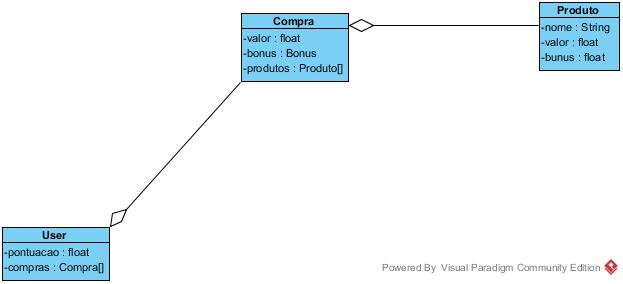 Compra
-valor : float
-bonus : Bonus
-produtos : Produto[]
Produto
-nome : String
-valor : float
-bunus : float
User
-pontuacao : float
-compras : Compra[]
Powered By Visual Paradigm Community Edition